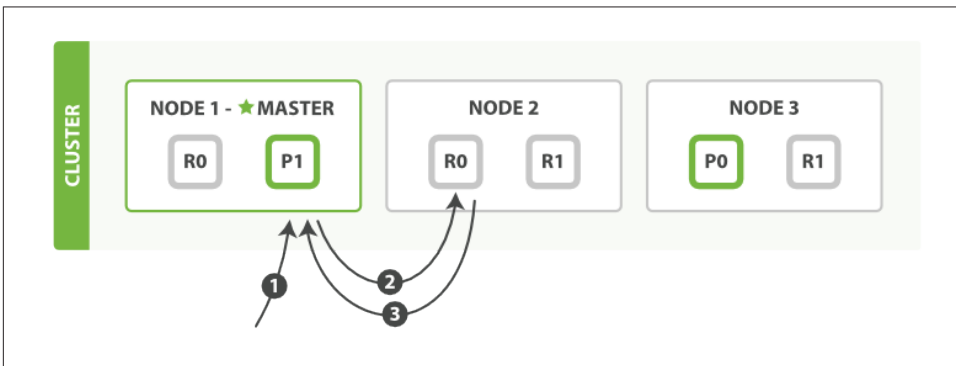 CLUSTER
NODE 1 - ★ MASTER
R0 P1
NODE 2
R0 R1
NODE 3
P0 R1
1
2
3